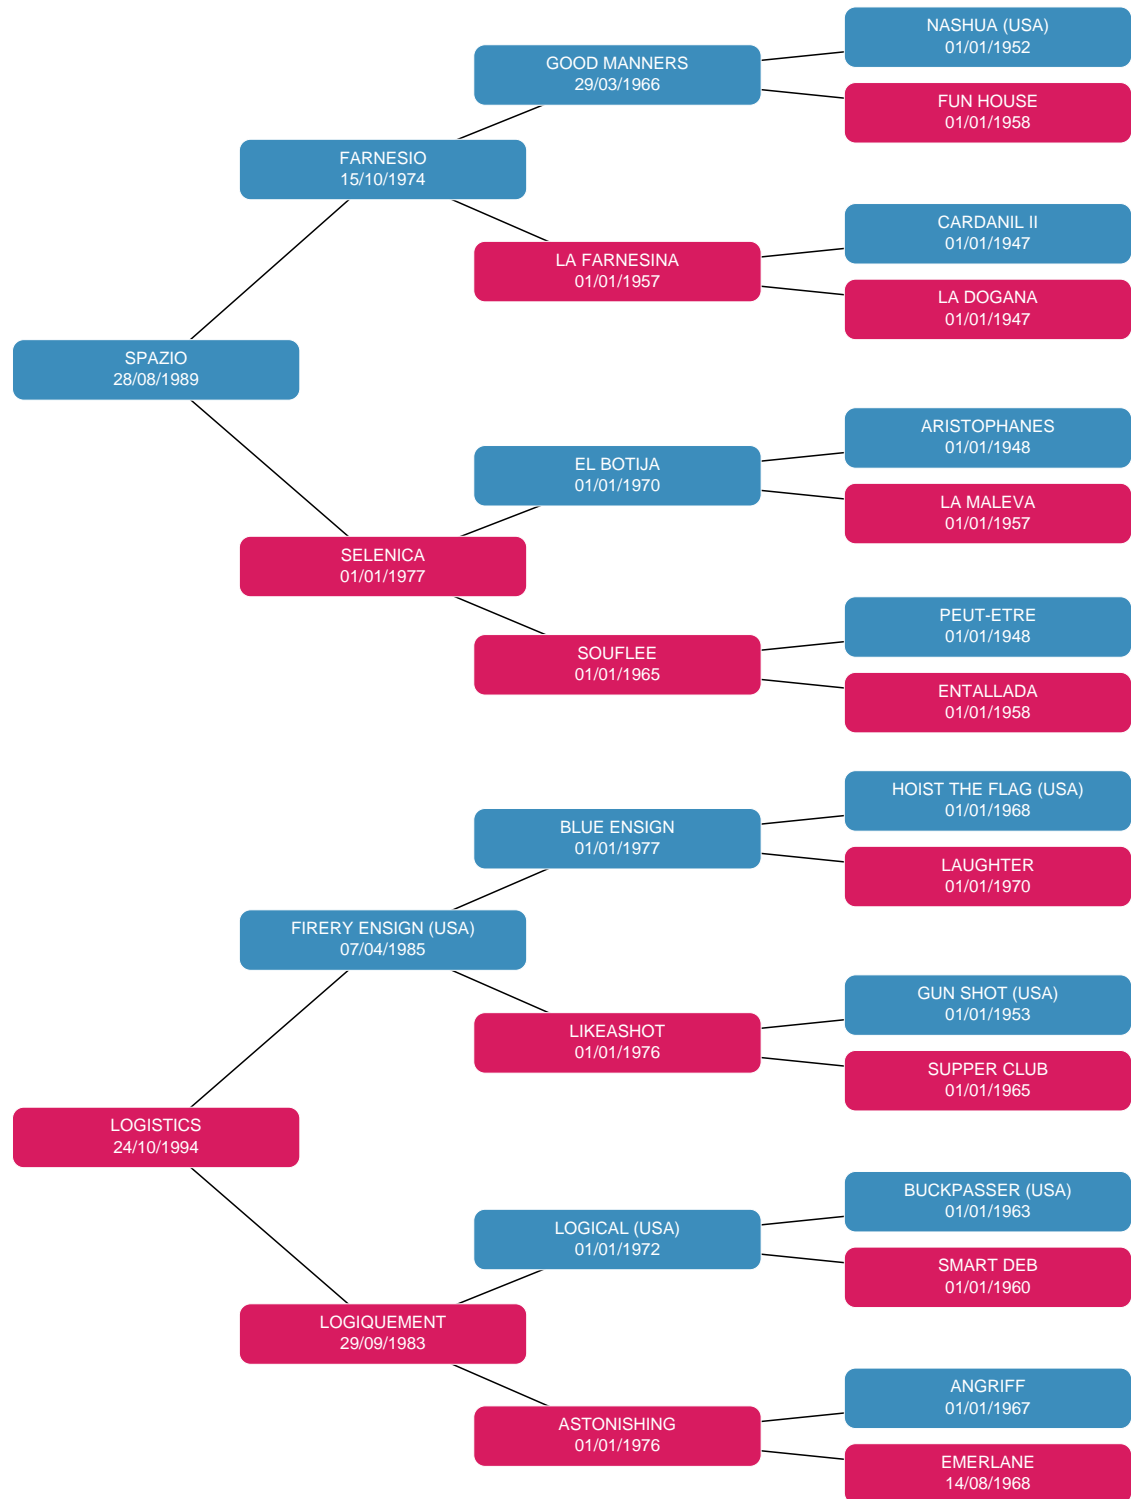 NASHUA (USA)
01/01/1952
GOOD MANNERS
29/03/1966
FUN HOUSE
01/01/1958
FARNESIO
15/10/1974
CARDANIL II
01/01/1947
LA FARNESINA
01/01/1957
LA DOGANA
01/01/1947
SPAZIO
28/08/1989
ARISTOPHANES
01/01/1948
EL BOTIJA
01/01/1970
LA MALEVA
01/01/1957
SELENICA
01/01/1977
PEUT-ETRE
01/01/1948
SOUFLEE
01/01/1965
ENTALLADA
01/01/1958
HOIST THE FLAG (USA)
01/01/1968
BLUE ENSIGN
01/01/1977
LAUGHTER
01/01/1970
FIRERY ENSIGN (USA)
07/04/1985
GUN SHOT (USA)
01/01/1953
LIKEASHOT
01/01/1976
SUPPER CLUB
01/01/1965
LOGISTICS
24/10/1994
BUCKPASSER (USA)
01/01/1963
LOGICAL (USA)
01/01/1972
SMART DEB
01/01/1960
LOGIQUEMENT
29/09/1983
ANGRIFF
01/01/1967
ASTONISHING
01/01/1976
EMERLANE
14/08/1968